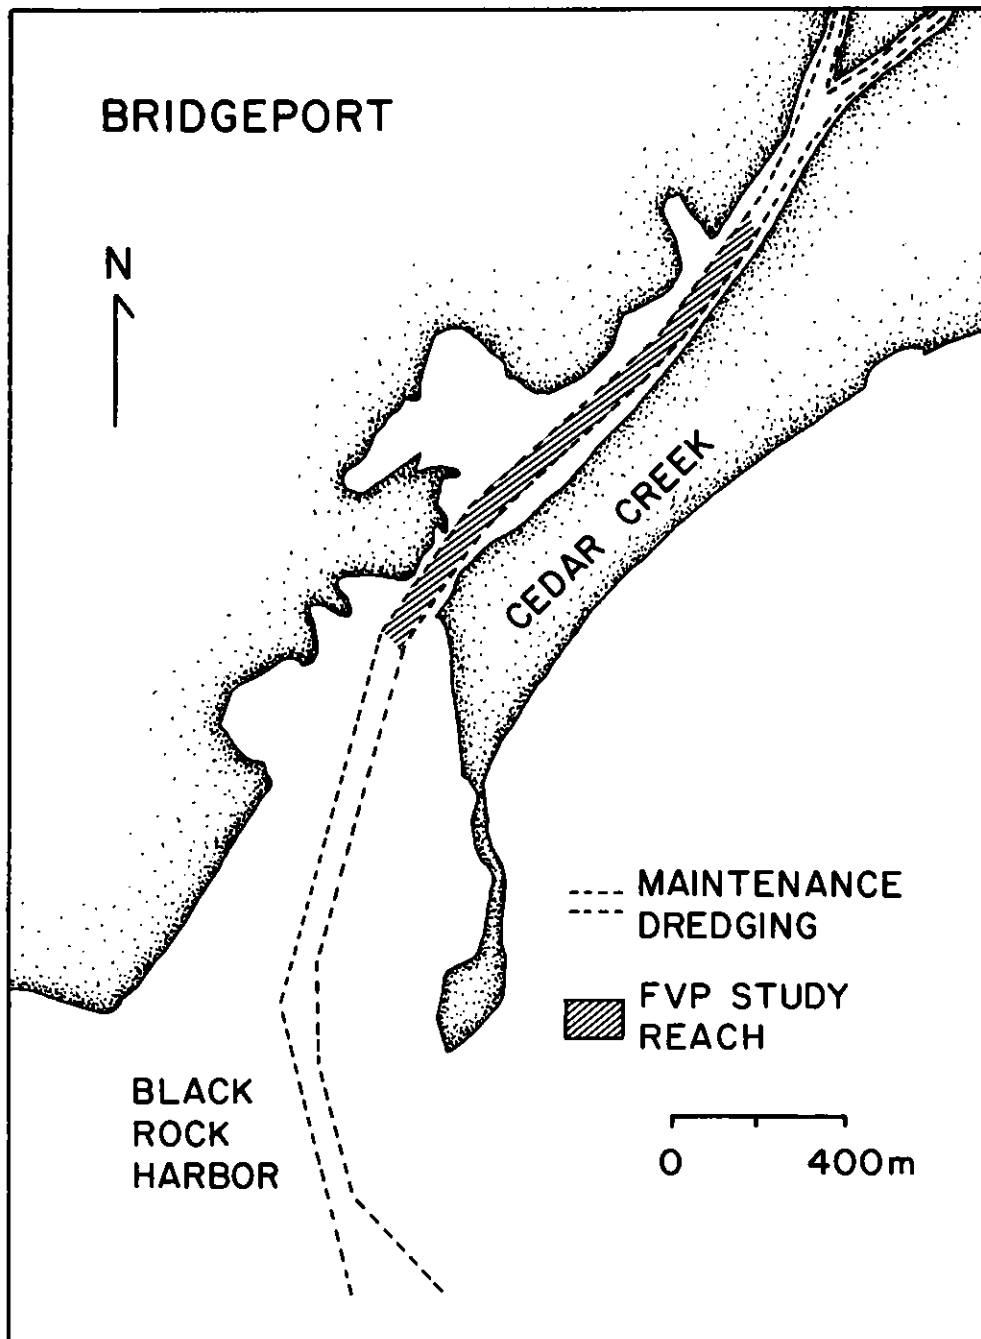 BRIDGEPORT
N
CEDAR CREEK
MAINTENANCE
DREDGING
FVP STUDY
REACH
BLACK
ROCK
HARBOR
0 400m